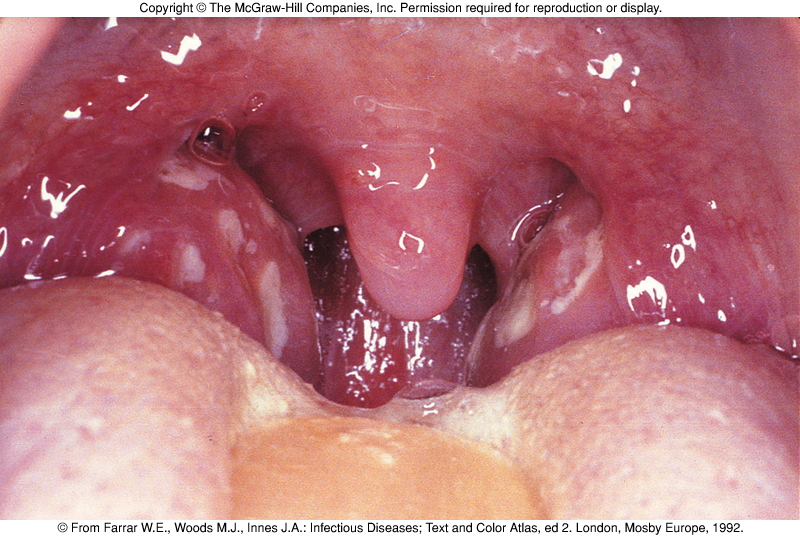 Copyright © The McGraw-Hill Companies, Inc. Permission required for reproduction or display.
© From Farrar W.E., Woods M.J., Innes J.A.: Infectious Diseases; Text and Color Atlas, ed 2. London, Mosby Europe, 1992.